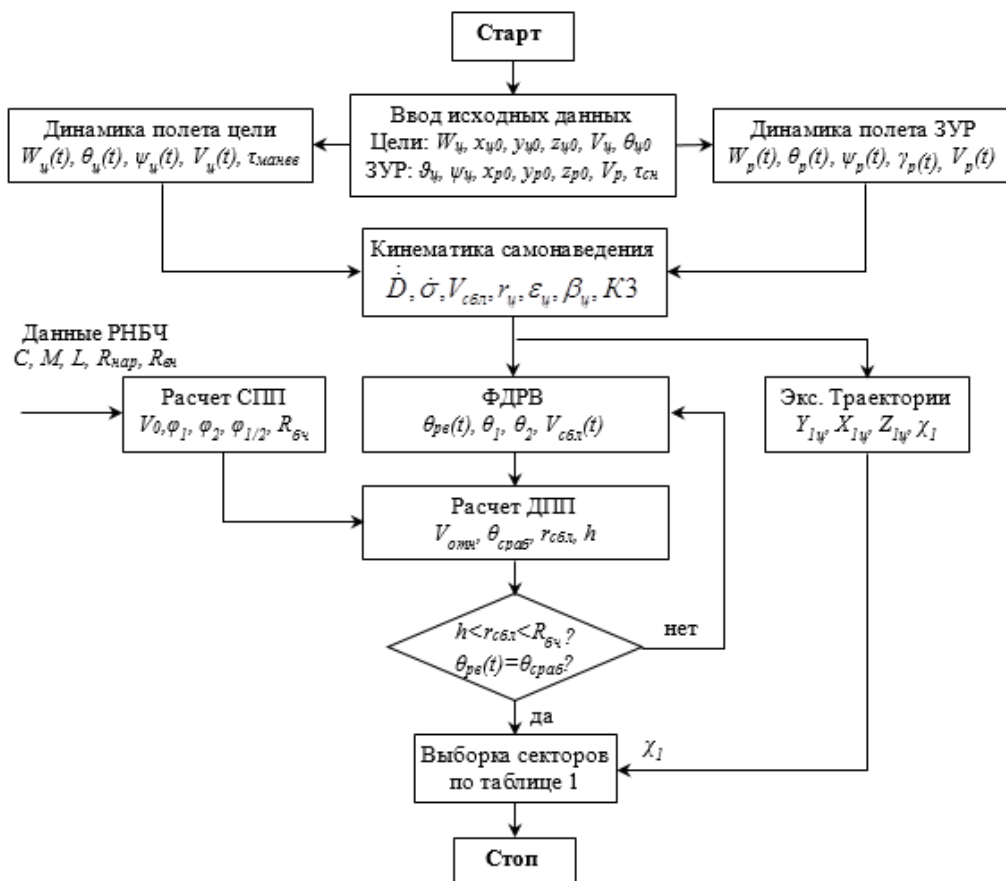 Старт
Ввод исходных данных
Цели: Wц, xц0, yц0, zц0, Vц, θц0
ЗУР: ϑц, ψц, xр0, yр0, zр0, Vр, τсн
Динамика полета цели
Wц(t), θц(t), ψц(t), Vц(t), τманев
Динамика полета ЗУР
Wр(t), θр(t), ψр(t), γр(t), Vр(t)
Кинематика самонаведения
Ḋ, σ̇, Vсбл, rц, εц, βц, КЗ
Данные РНБЧ
C, M, L, Rнар, Rвн
Расчет СПП
V0, φ1, φ2, φ1/2, Rбч
ФДРВ
θрв(t), θ1, θ2, Vсбл(t)
Экс. Траектории
Y1ц, X1ц, Z1ц, χ1
Расчет ДПП
Vотн, θсраб, rсбл, h
h<rсбл<Rбч?
θрв(t)=θсраб?
нет
да
Выборка секторов
по таблице 1
χ1
Стоп